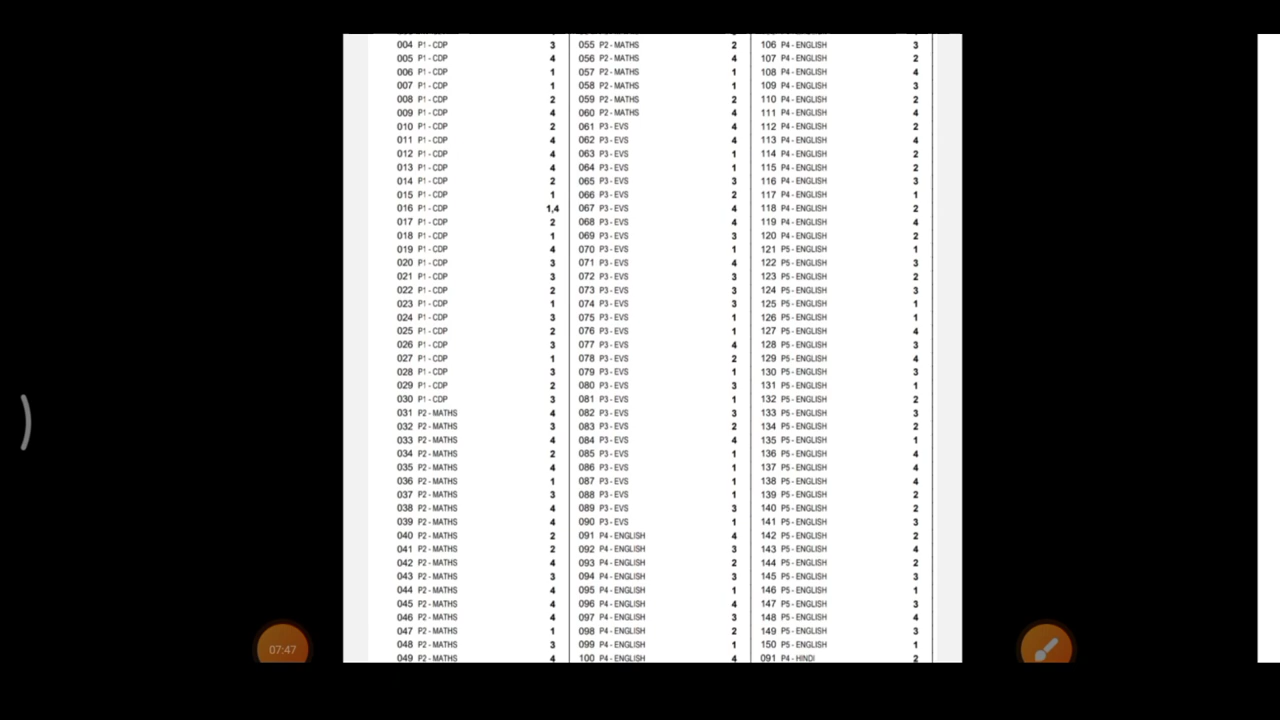 004 P1 - CDP 3 055 P2 - MATHS 2 106 P4 - ENGLISH 3
005 P1 - CDP 4 056 P2 - MATHS 4 107 P4 - ENGLISH 2
006 P1 - CDP 1 057 P2 - MATHS 1 108 P4 - ENGLISH 4
007 P1 - CDP 1 058 P2 - MATHS 1 109 P4 - ENGLISH 3
008 P1 - CDP 2 059 P2 - MATHS 2 110 P4 - ENGLISH 2
009 P1 - CDP 4 060 P2 - MATHS 4 111 P4 - ENGLISH 4
010 P1 - CDP 2 061 P3 - EVS 4 112 P4 - ENGLISH 2
011 P1 - CDP 4 062 P3 - EVS 4 113 P4 - ENGLISH 4
012 P1 - CDP 4 063 P3 - EVS 1 114 P4 - ENGLISH 2
013 P1 - CDP 4 064 P3 - EVS 1 115 P4 - ENGLISH 2
014 P1 - CDP 2 065 P3 - EVS 3 116 P4 - ENGLISH 3
015 P1 - CDP 1 066 P3 - EVS 2 117 P4 - ENGLISH 1
016 P1 - CDP 1,4 067 P3 - EVS 4 118 P4 - ENGLISH 2
017 P1 - CDP 2 068 P3 - EVS 4 119 P4 - ENGLISH 4
018 P1 - CDP 1 069 P3 - EVS 3 120 P4 - ENGLISH 2
019 P1 - CDP 4 070 P3 - EVS 1 121 P5 - ENGLISH 1
020 P1 - CDP 3 071 P3 - EVS 4 122 P5 - ENGLISH 3
021 P1 - CDP 3 072 P3 - EVS 3 123 P5 - ENGLISH 2
022 P1 - CDP 2 073 P3 - EVS 3 124 P5 - ENGLISH 3
023 P1 - CDP 1 074 P3 - EVS 3 125 P5 - ENGLISH 1
024 P1 - CDP 3 075 P3 - EVS 1 126 P5 - ENGLISH 1
025 P1 - CDP 2 076 P3 - EVS 1 127 P5 - ENGLISH 4
026 P1 - CDP 3 077 P3 - EVS 4 128 P5 - ENGLISH 3
027 P1 - CDP 1 078 P3 - EVS 2 129 P5 - ENGLISH 4
028 P1 - CDP 3 079 P3 - EVS 1 130 P5 - ENGLISH 3
029 P1 - CDP 2 080 P3 - EVS 3 131 P5 - ENGLISH 1
030 P1 - CDP 3 081 P3 - EVS 1 132 P5 - ENGLISH 2
031 P2 - MATHS 4 082 P3 - EVS 3 133 P5 - ENGLISH 3
032 P2 - MATHS 3 083 P3 - EVS 2 134 P5 - ENGLISH 2
033 P2 - MATHS 4 084 P3 - EVS 4 135 P5 - ENGLISH 1
034 P2 - MATHS 2 085 P3 - EVS 1 136 P5 - ENGLISH 4
035 P2 - MATHS 4 086 P3 - EVS 1 137 P5 - ENGLISH 4
036 P2 - MATHS 1 087 P3 - EVS 1 138 P5 - ENGLISH 4
037 P2 - MATHS 3 088 P3 - EVS 1 139 P5 - ENGLISH 2
038 P2 - MATHS 4 089 P3 - EVS 3 140 P5 - ENGLISH 2
039 P2 - MATHS 4 090 P3 - EVS 1 141 P5 - ENGLISH 3
040 P2 - MATHS 2 091 P4 - ENGLISH 4 142 P5 - ENGLISH 2
041 P2 - MATHS 2 092 P4 - ENGLISH 3 143 P5 - ENGLISH 4
042 P2 - MATHS 4 093 P4 - ENGLISH 2 144 P5 - ENGLISH 2
043 P2 - MATHS 3 094 P4 - ENGLISH 3 145 P5 - ENGLISH 3
044 P2 - MATHS 4 095 P4 - ENGLISH 1 146 P5 - ENGLISH 1
045 P2 - MATHS 4 096 P4 - ENGLISH 4 147 P5 - ENGLISH 3
046 P2 - MATHS 4 097 P4 - ENGLISH 3 148 P5 - ENGLISH 4
047 P2 - MATHS 1 098 P4 - ENGLISH 2 149 P5 - ENGLISH 3
048 P2 - MATHS 3 099 P4 - ENGLISH 1 150 P5 - ENGLISH 1
049 P2 - MATHS 4 100 P4 - ENGLISH 4 091 P4 - HINDI 2
07:47